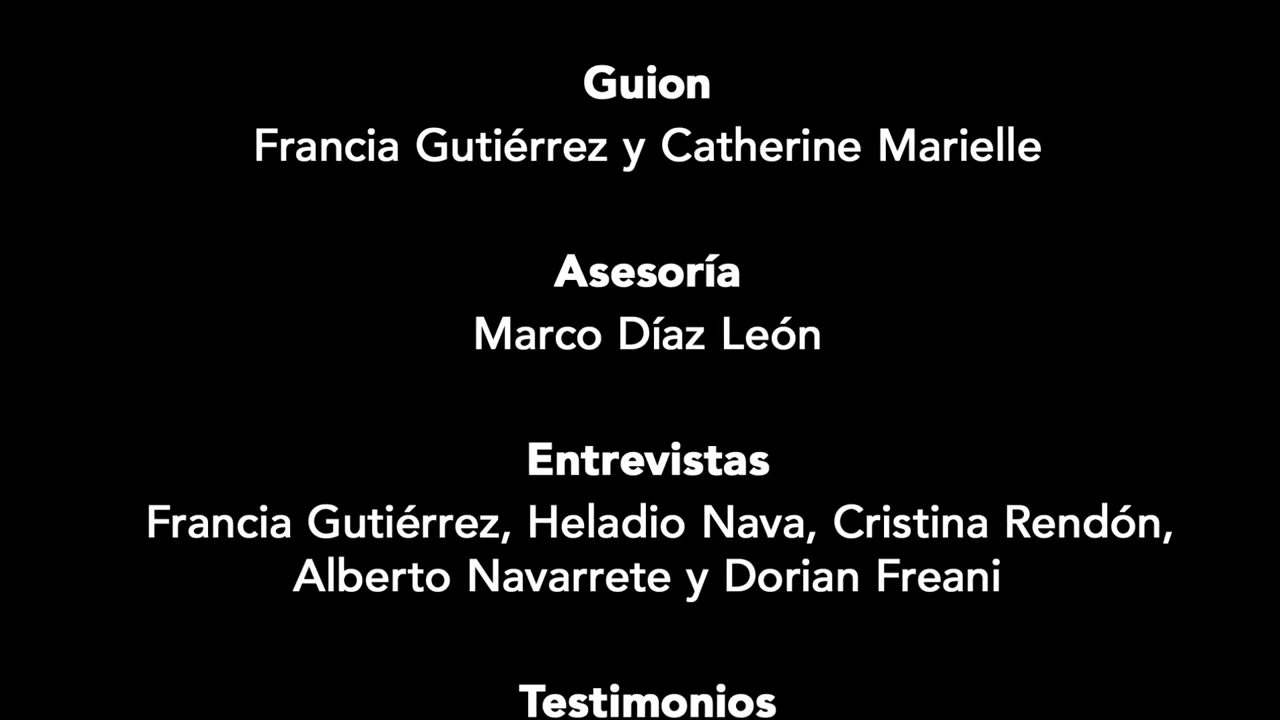 Guion
Francia Gutiérrez y Catherine Marielle
Asesoría
Marco Díaz León
Entrevistas
Francia Gutiérrez, Heladio Nava, Cristina Rendón,
Alberto Navarrete y Dorian Freani
Testimonios